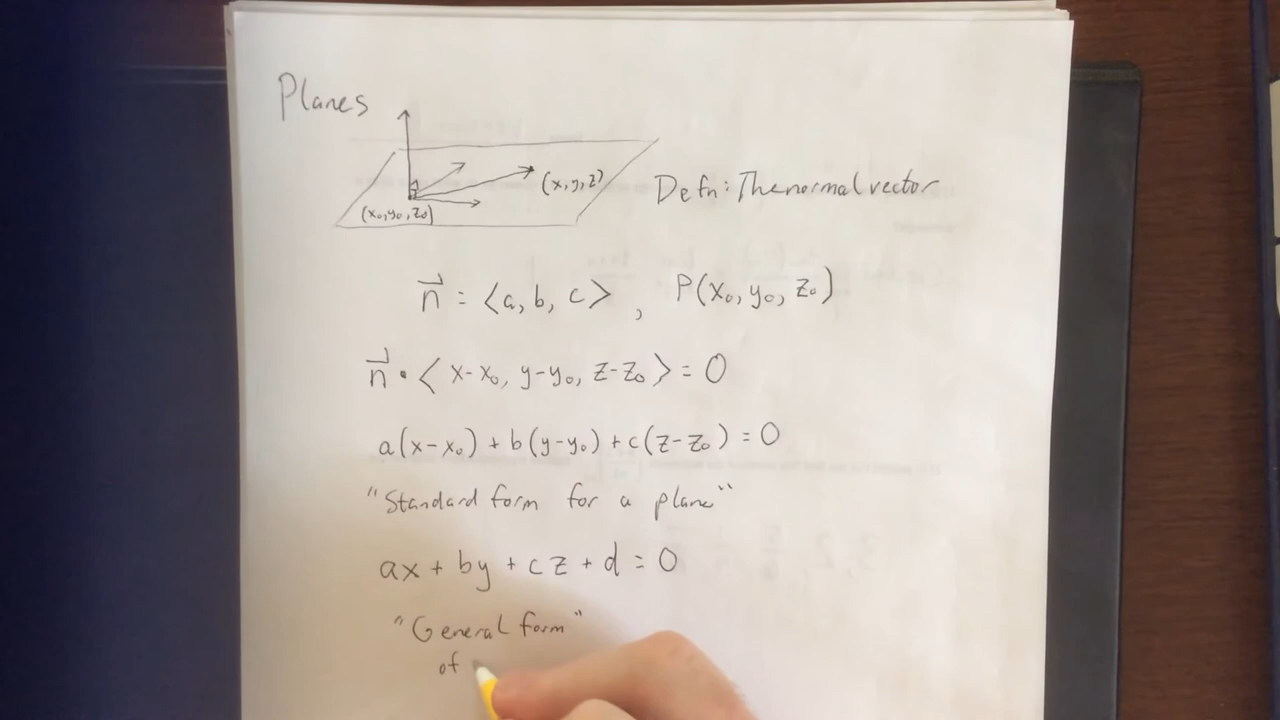 Planes
(x,y,z)
(x₀,y₀,z₀)
Defn: The normal vector
n⃗ = <a, b, c> , P(x₀, y₀, z₀)
n⃗ • < x-x₀, y-y₀, z-z₀ > = 0
a(x-x₀) + b(y-y₀) + c(z-z₀) = 0
"Standard form for a plane"
ax + by + cz + d = 0
"General form"
of